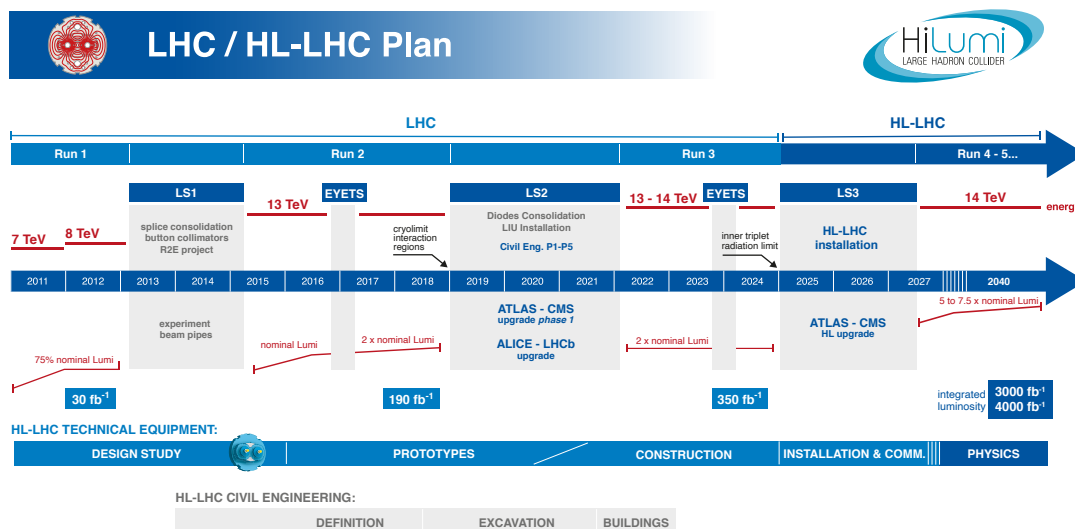 LHC / HL-LHC Plan
HiLumi
LARGE HADRON COLLIDER
LHC
HL-LHC
Run 1
Run 2
Run 3
Run 4 - 5...
LS1
EYETS
LS2
EYETS
LS3
splice consolidation
button collimators
R2E project
13 TeV
Diodes Consolidation
LIU Installation
Civil Eng. P1-P5
13 - 14 TeV
14 TeV
energ
7 TeV
8 TeV
cryolimit
interaction
regions
inner triplet
radiation limit
HL-LHC
installation
2011 2012 2013 2014 2015 2016 2017 2018 2019 2020 2021 2022 2023 2024 2025 2026 2027 2040
experiment
beam pipes
ATLAS - CMS
upgrade phase 1
ALICE - LHCb
upgrade
ATLAS - CMS
HL upgrade
5 to 7.5 x nominal Lumi
75% nominal Lumi
nominal Lumi
2 x nominal Lumi
2 x nominal Lumi
30 fb-1
190 fb-1
350 fb-1
integrated
luminosity
3000 fb-1
4000 fb-1
HL-LHC TECHNICAL EQUIPMENT:
DESIGN STUDY
PROTOTYPES
CONSTRUCTION
INSTALLATION & COMM.
PHYSICS
HL-LHC CIVIL ENGINEERING:
DEFINITION
EXCAVATION
BUILDINGS